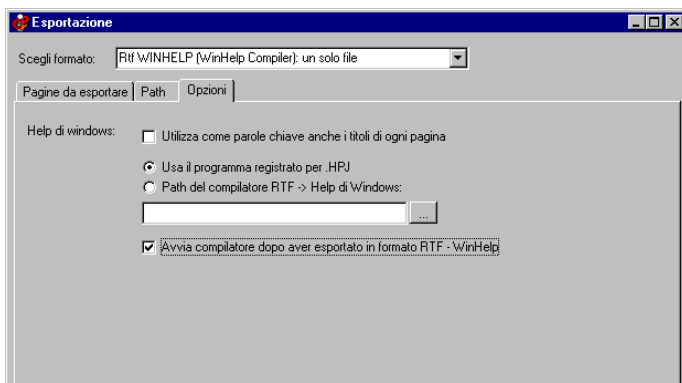 Esportazione
Scegli formato: Rtf WINHELP (WinHelp Compiler): un solo file
Pagine da esportare Path Opzioni
Help di windows: Utilizza come parole chiave anche i titoli di ogni pagina
Usa il programma registrato per .HPJ
Path del compilatore RTF -> Help di Windows:
...
Avvia compilatore dopo aver esportato in formato RTF - WinHelp